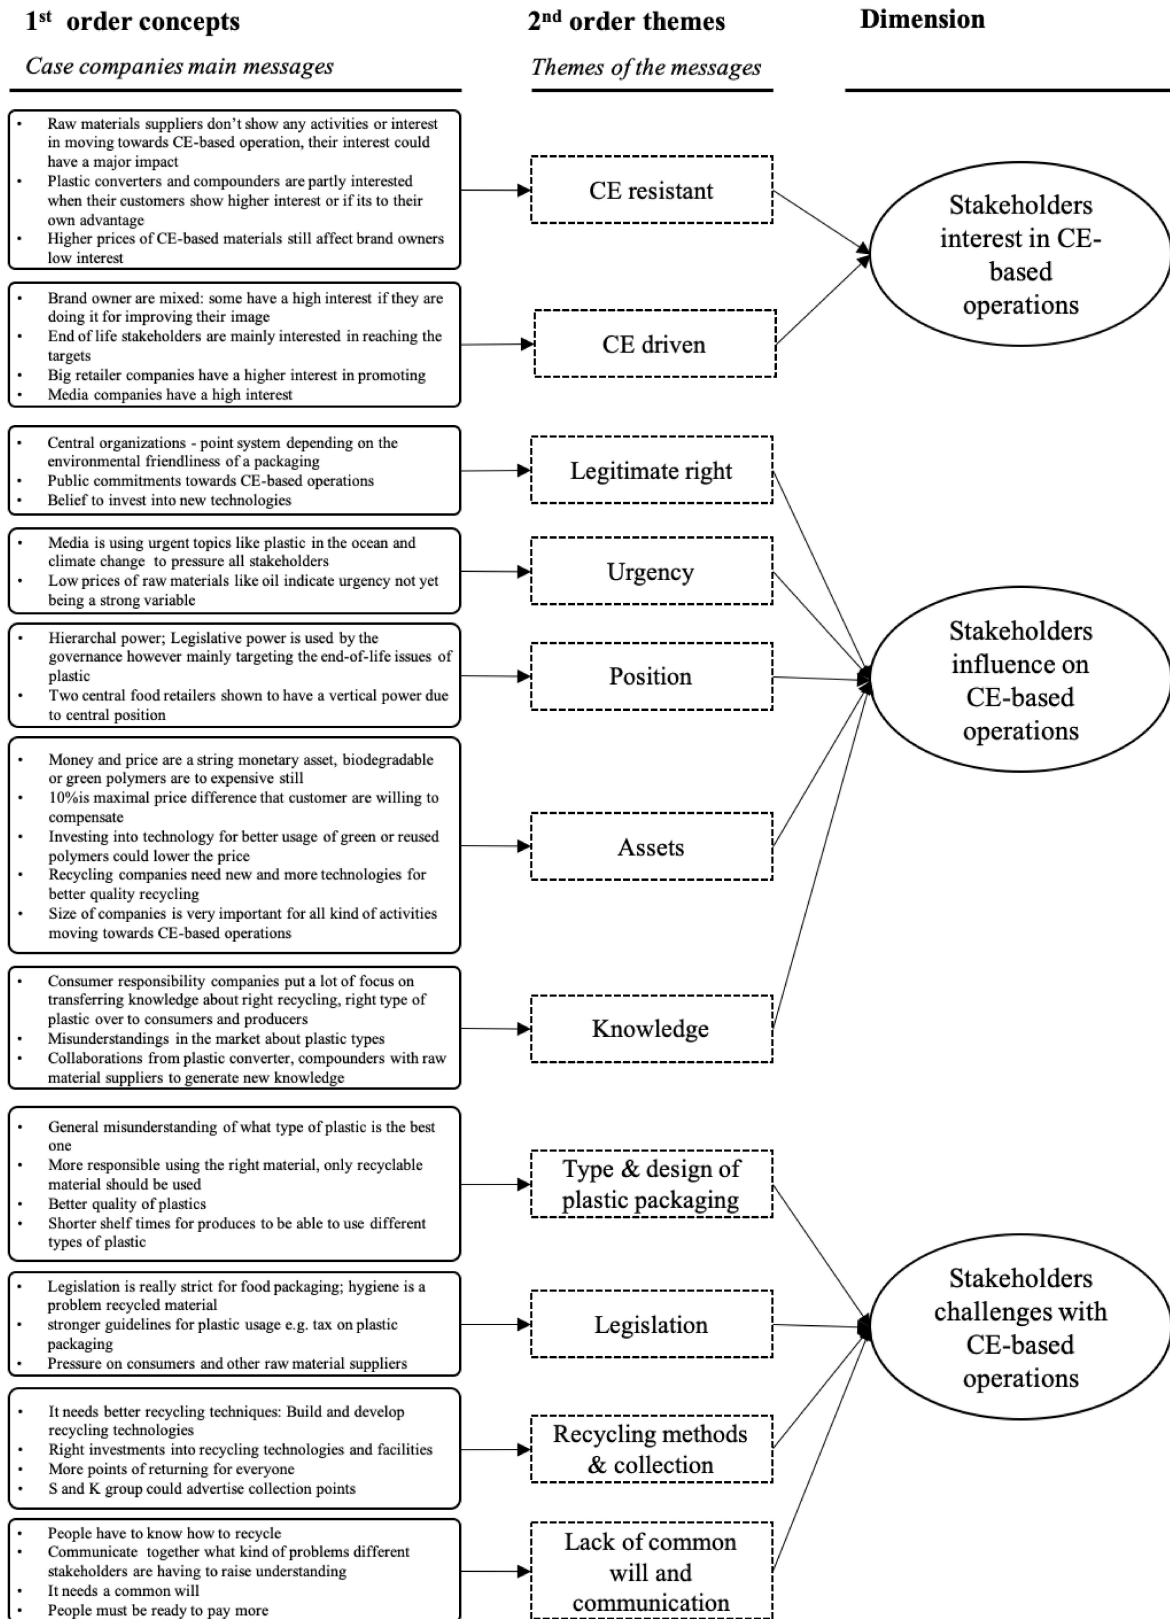 1st order concepts
Case companies main messages
2nd order themes
Themes of the messages
Dimension
• Raw materials suppliers don't show any activities or interest
in moving towards CE-based operation, their interest could
have a major impact
• Plastic converters and compounders are partly interested
when their customers show higher interest or if its to their
own advantage
• Higher prices of CE-based materials still affect brand owners
low interest
CE resistant
• Brand owner are mixed: some have a high interest if they are
doing it for improving their image
• End of life stakeholders are mainly interested in reaching the
targets
• Big retailer companies have a higher interest in promoting
• Media companies have a high interest
CE driven
Stakeholders
interest in CE-
based
operations
• Central organizations - point system depending on the
environmental friendliness of a packaging
• Public commitments towards CE-based operations
• Belief to invest into new technologies
Legitimate right
• Media is using urgent topics like plastic in the ocean and
climate change to pressure all stakeholders
• Low prices of raw materials like oil indicate urgency not yet
being a strong variable
Urgency
• Hierarchal power; Legislative power is used by the
governance however mainly targeting the end-of-life issues of
plastic
• Two central food retailers shown to have a vertical power due
to central position
Position
• Money and price are a string monetary asset, biodegradable
or green polymers are to expensive still
• 10%is maximal price difference that customer are willing to
compensate
• Investing into technology for better usage of green or reused
polymers could lower the price
• Recycling companies need new and more technologies for
better quality recycling
• Size of companies is very important for all kind of activities
moving towards CE-based operations
Assets
• Consumer responsibility companies put a lot of focus on
transferring knowledge about right recycling, right type of
plastic over to consumers and producers
• Misunderstandings in the market about plastic types
• Collaborations from plastic converter, compounders with raw
material suppliers to generate new knowledge
Knowledge
Stakeholders
influence on
CE-based
operations
• General misunderstanding of what type of plastic is the best
one
• More responsible using the right material, only recyclable
material should be used
• Better quality of plastics
• Shorter shelf times for produces to be able to use different
types of plastic
Type & design of
plastic packaging
• Legislation is really strict for food packaging; hygiene is a
problem recycled material
• stronger guidelines for plastic usage e.g. tax on plastic
packaging
• Pressure on consumers and other raw material suppliers
Legislation
• It needs better recycling techniques: Build and develop
recycling technologies
• Right investments into recycling technologies and facilities
• More points of returning for everyone
• S and K group could advertise collection points
Recycling methods
& collection
• People have to know how to recycle
• Communicate together what kind of problems different
stakeholders are having to raise understanding
• It needs a common will
• People must be ready to pay more
Lack of common
will and
communication
Stakeholders
challenges with
CE-based
operations